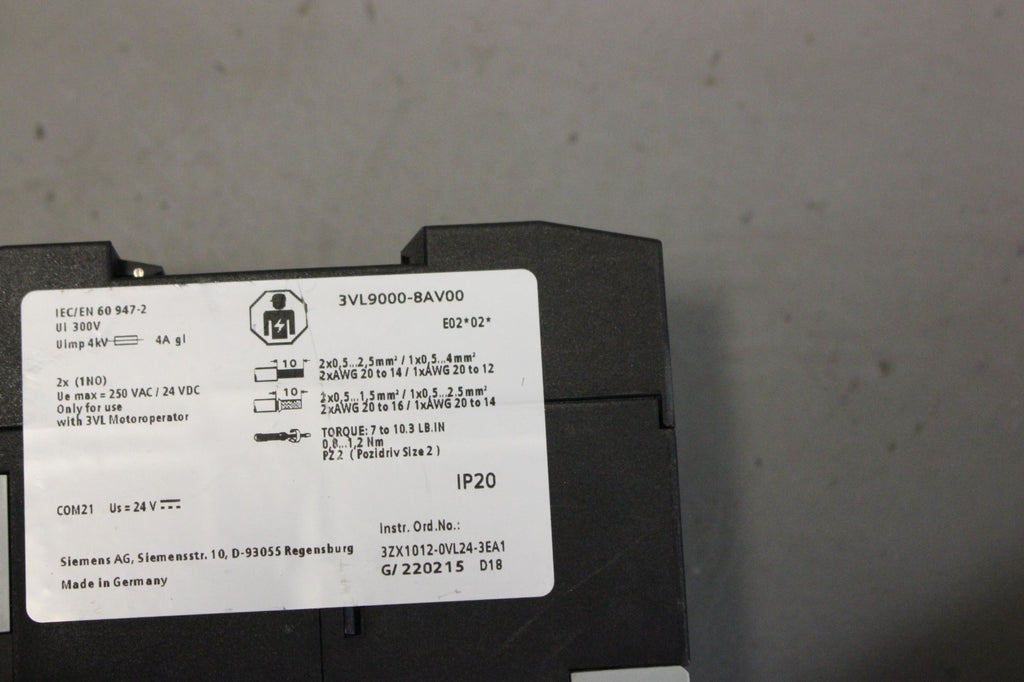 IEC/EN 60 947-2
UI 300V
Uimp 4kV 4A gl
2x (1NO)
Ue max = 250 VAC / 24 VDC
Only for use
with 3VL Motoroperator
COM21 Us = 24 V
Siemens AG, Siemensstr. 10, D-93055 Regensburg
Made in Germany
3VL9000-8AV00
E02*02*
10 2x0,5...2,5mm² / 1x0,5...4mm²
2xAWG 20 to 14 / 1xAWG 20 to 12
10 2x0,5...1,5mm² / 1x0,5...2.5mm²
2xAWG 20 to 16 / 1xAWG 20 to 14
TORQUE: 7 to 10.3 LB.IN
0,8...1,2 Nm
PZ 2 ( Pozidriv Size 2 )
IP20
Instr. Ord.No.:
3ZX1012-0VL24-3EA1
G/ 220215 D18